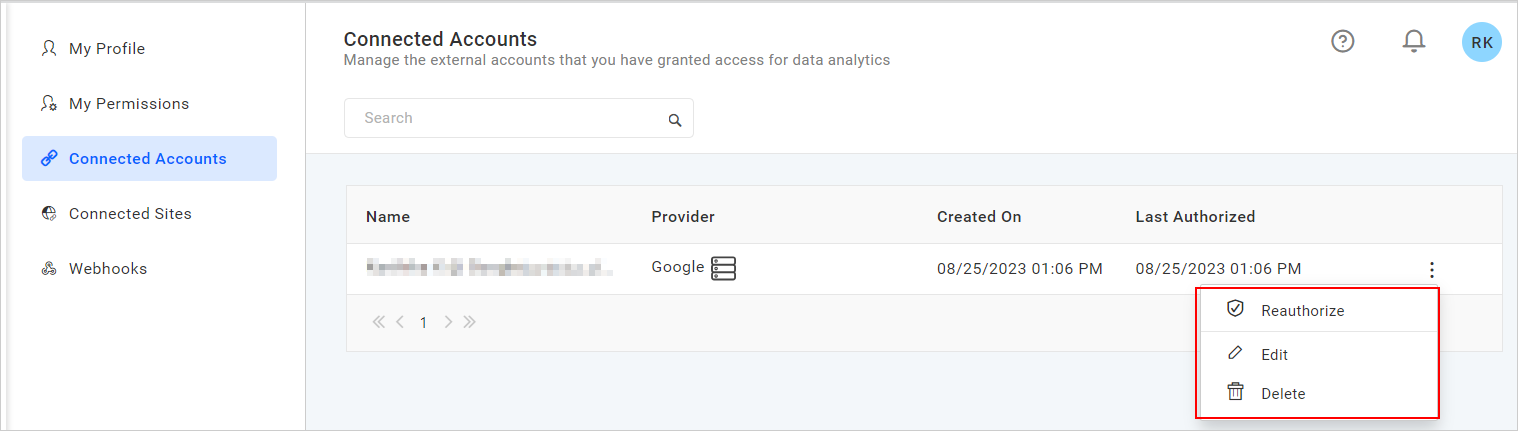 My Profile
My Permissions
Connected Accounts
Connected Sites
Webhooks
Connected Accounts
Manage the external accounts that you have granted access for data analytics
RK
Search
Name Provider Created On Last Authorized
Google 08/25/2023 01:06 PM 08/25/2023 01:06 PM
1
Reauthorize
Edit
Delete